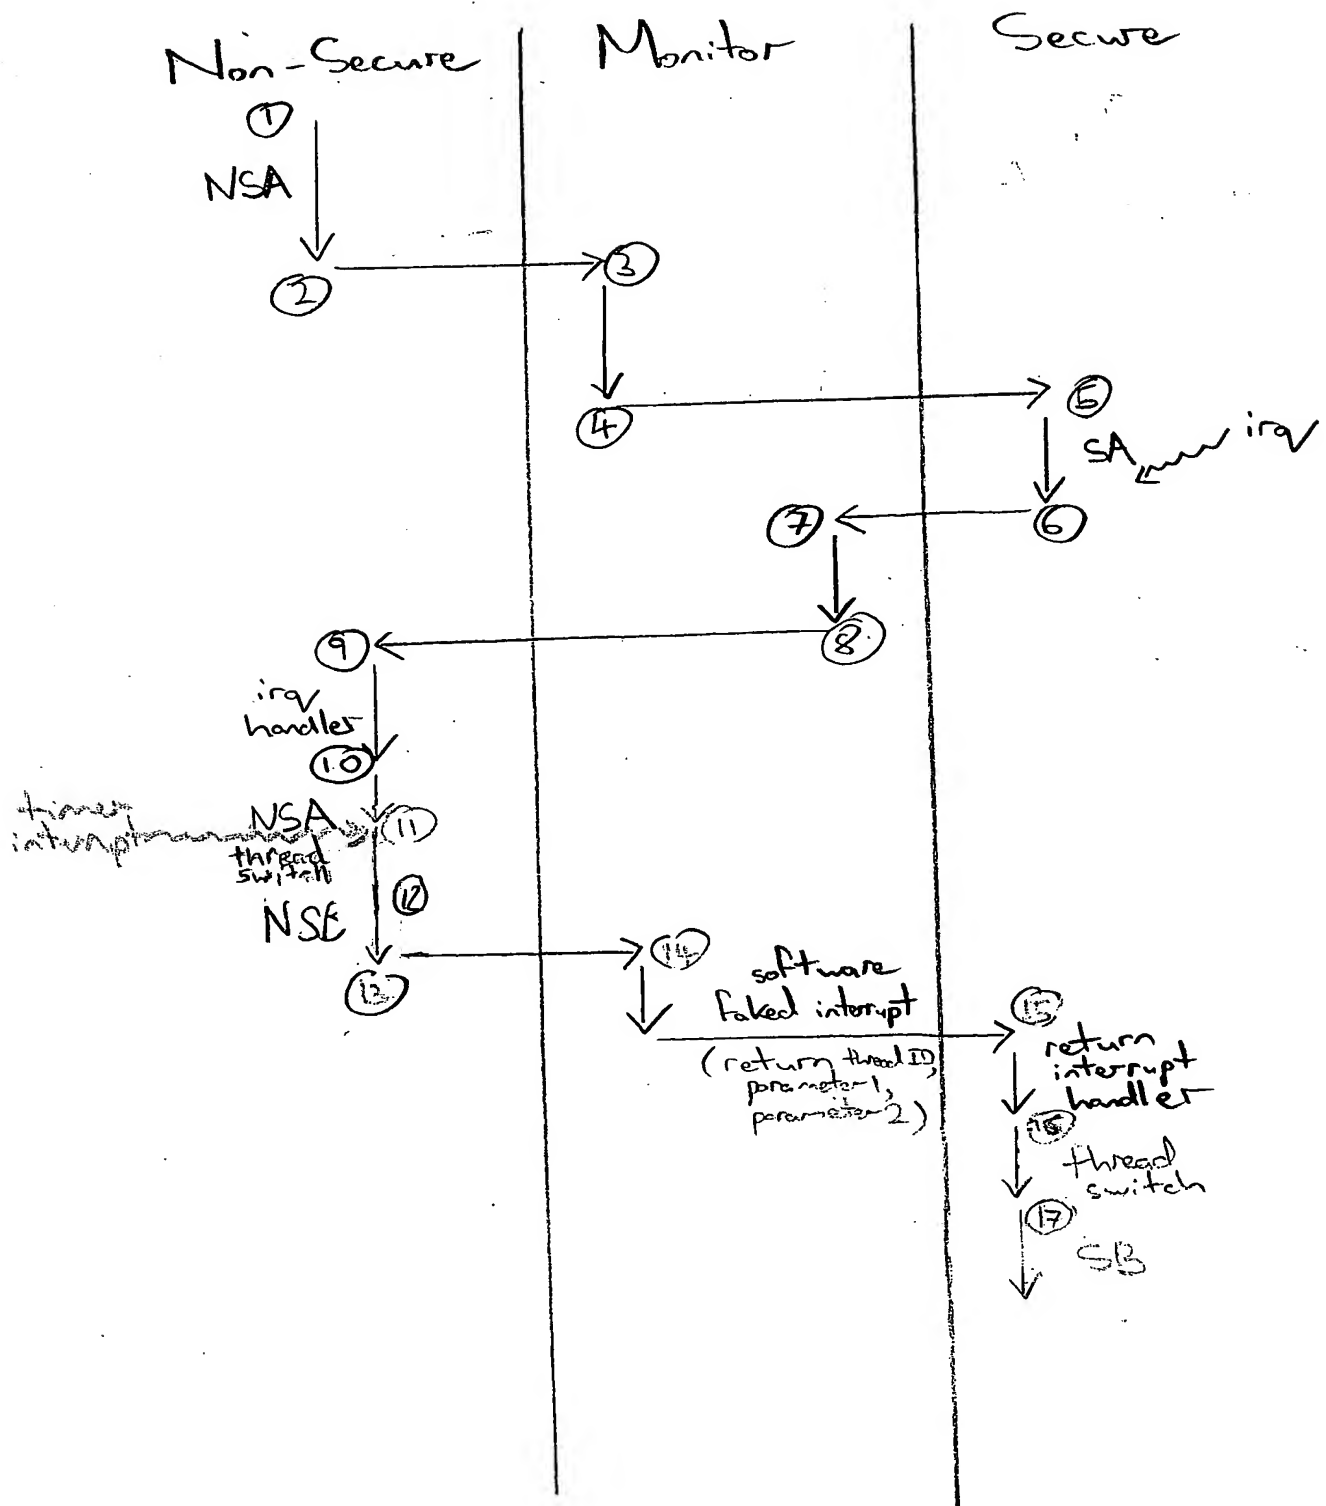 Non-Secure
Monitor
Secure
1
NSA
2
3
4
5
SA
irq
6
7
8
9
irq
handler
10
timer
NSA
11
thread
switch
12
NSE
13
14
software
faked interrupt
(return thread ID,
parameter 1,
parameter 2)
15
return
interrupt
handler
16
thread
switch
17
SB